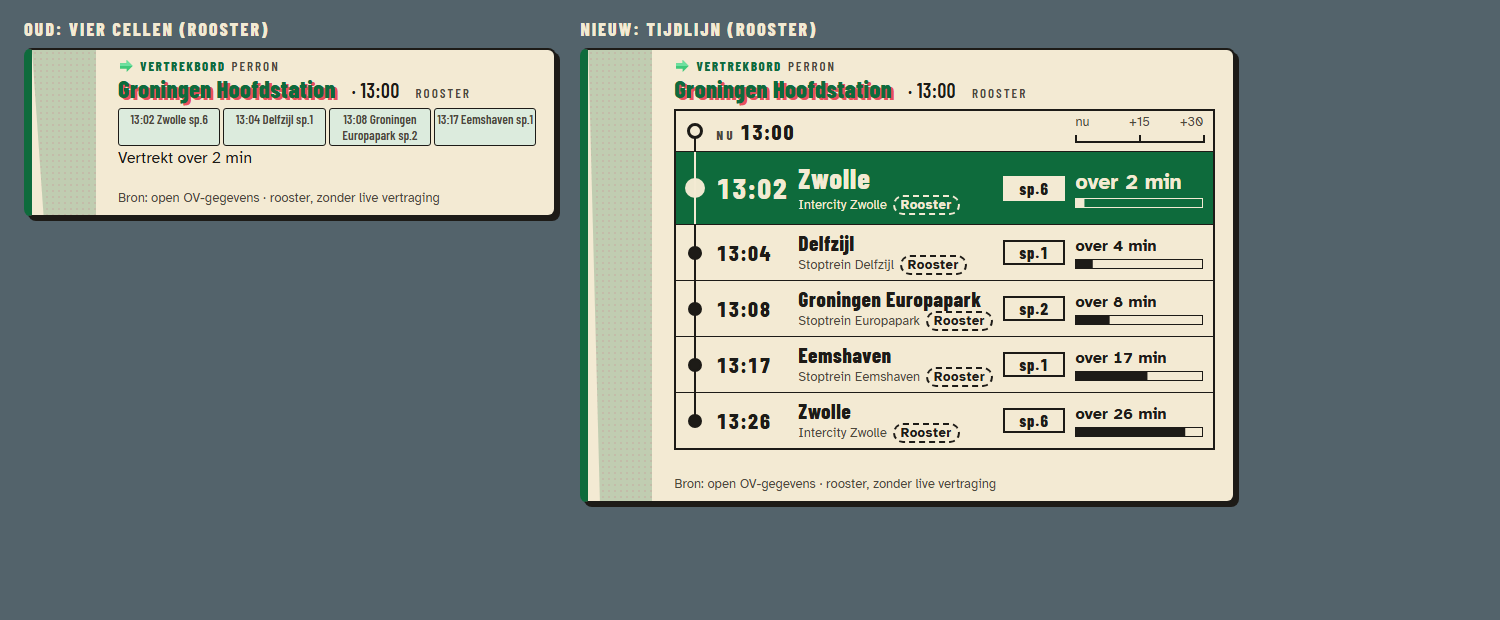 OUD: VIER CELLEN (ROOSTER)
VERTREKBORD PERRON
Groningen Hoofdstation · 13:00 ROOSTER
13:02 Zwolle sp.6
13:04 Delfzijl sp.1
13:08 Groningen
Europapark sp.2
13:17 Eemshaven sp.1
Vertrekt over 2 min
Bron: open OV-gegevens · rooster, zonder live vertraging
NIEUW: TIJDLIJN (ROOSTER)
VERTREKBORD PERRON
Groningen Hoofdstation · 13:00 ROOSTER
NU 13:00 nu +15 +30
13:02 Zwolle sp.6 over 2 min
Intercity Zwolle Rooster
13:04 Delfzijl sp.1 over 4 min
Stoptrein Delfzijl Rooster
13:08 Groningen Europapark sp.2 over 8 min
Stoptrein Europapark Rooster
13:17 Eemshaven sp.1 over 17 min
Stoptrein Eemshaven Rooster
13:26 Zwolle sp.6 over 26 min
Intercity Zwolle Rooster
Bron: open OV-gegevens · rooster, zonder live vertraging